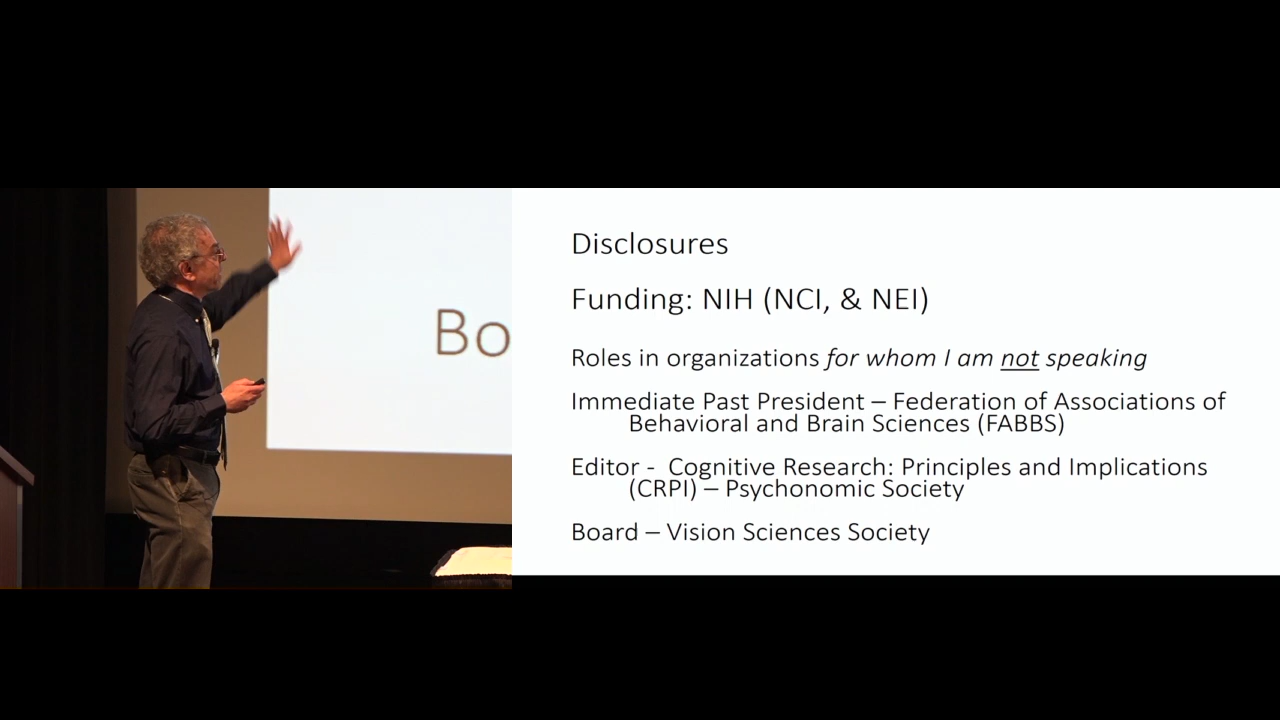 Bo
Disclosures
Funding: NIH (NCI, & NEI)
Roles in organizations for whom I am not speaking
Immediate Past President – Federation of Associations of
Behavioral and Brain Sciences (FABBS)
Editor -  Cognitive Research: Principles and Implications
(CRPI) – Psychonomic Society
Board – Vision Sciences Society